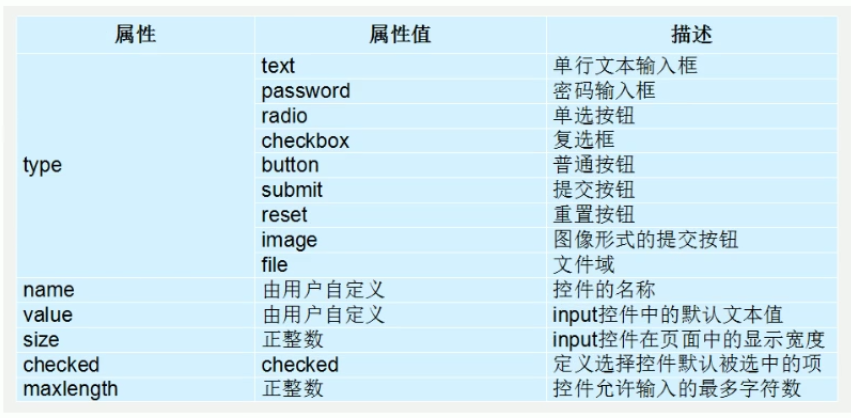 属性 属性值 描述
text 单行文本输入框
password 密码输入框
radio 单选按钮
checkbox 复选框
type button 普通按钮
submit 提交按钮
reset 重置按钮
image 图像形式的提交按钮
file 文件域
name 由用户自定义 控件的名称
value 由用户自定义 input控件中的默认文本值
size 正整数 input控件在页面中的显示宽度
checked checked 定义选择控件默认被选中的项
maxlength 正整数 控件允许输入的最多字符数